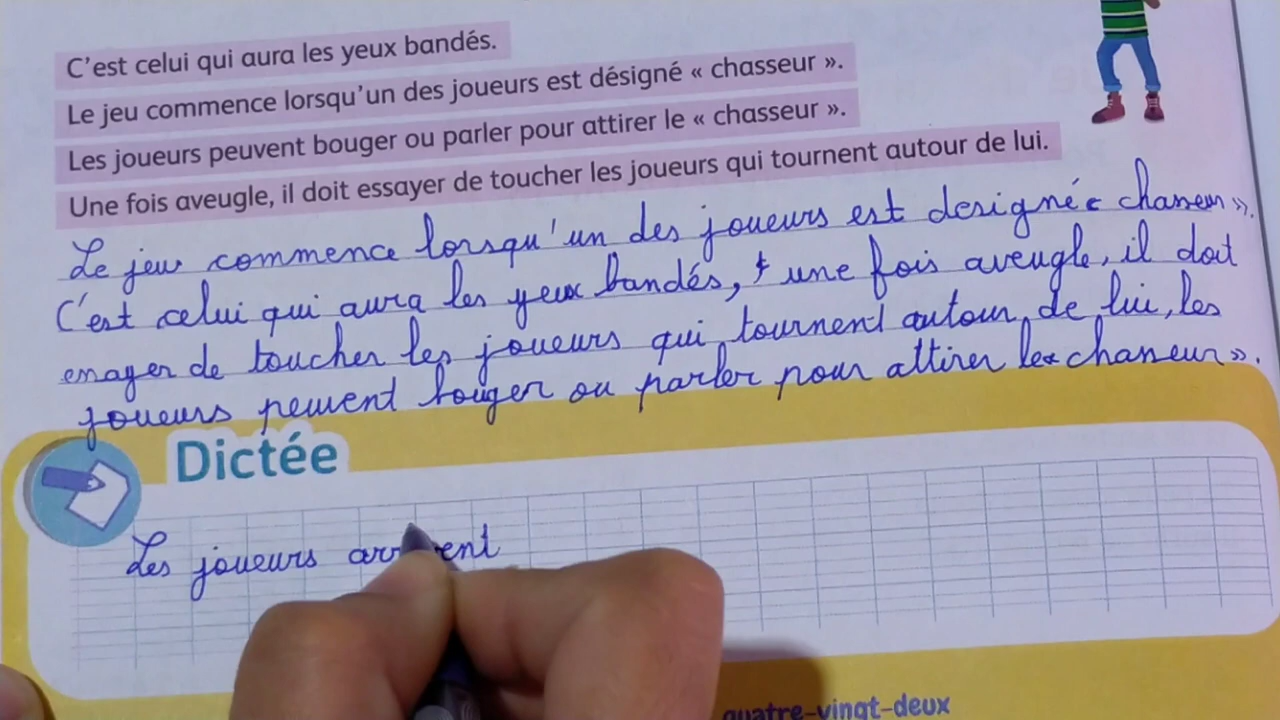 C'est celui qui aura les yeux bandés.
Le jeu commence lorsqu'un des joueurs est désigné « chasseur ».
Les joueurs peuvent bouger ou parler pour attirer le « chasseur ».
Une fois aveugle, il doit essayer de toucher les joueurs qui tournent autour de lui.
Le jeu commence lorsqu'un des joueurs est designé « chasseur ».
C'est celui qui aura les yeux bandés, une fois aveugle, il doit
essayer de toucher les joueurs qui tournent autour de lui, les
joueurs peuvent bouger ou parler pour attirer le « chasseur ».
Dictée
Les joueurs
quatre-vingt-deux